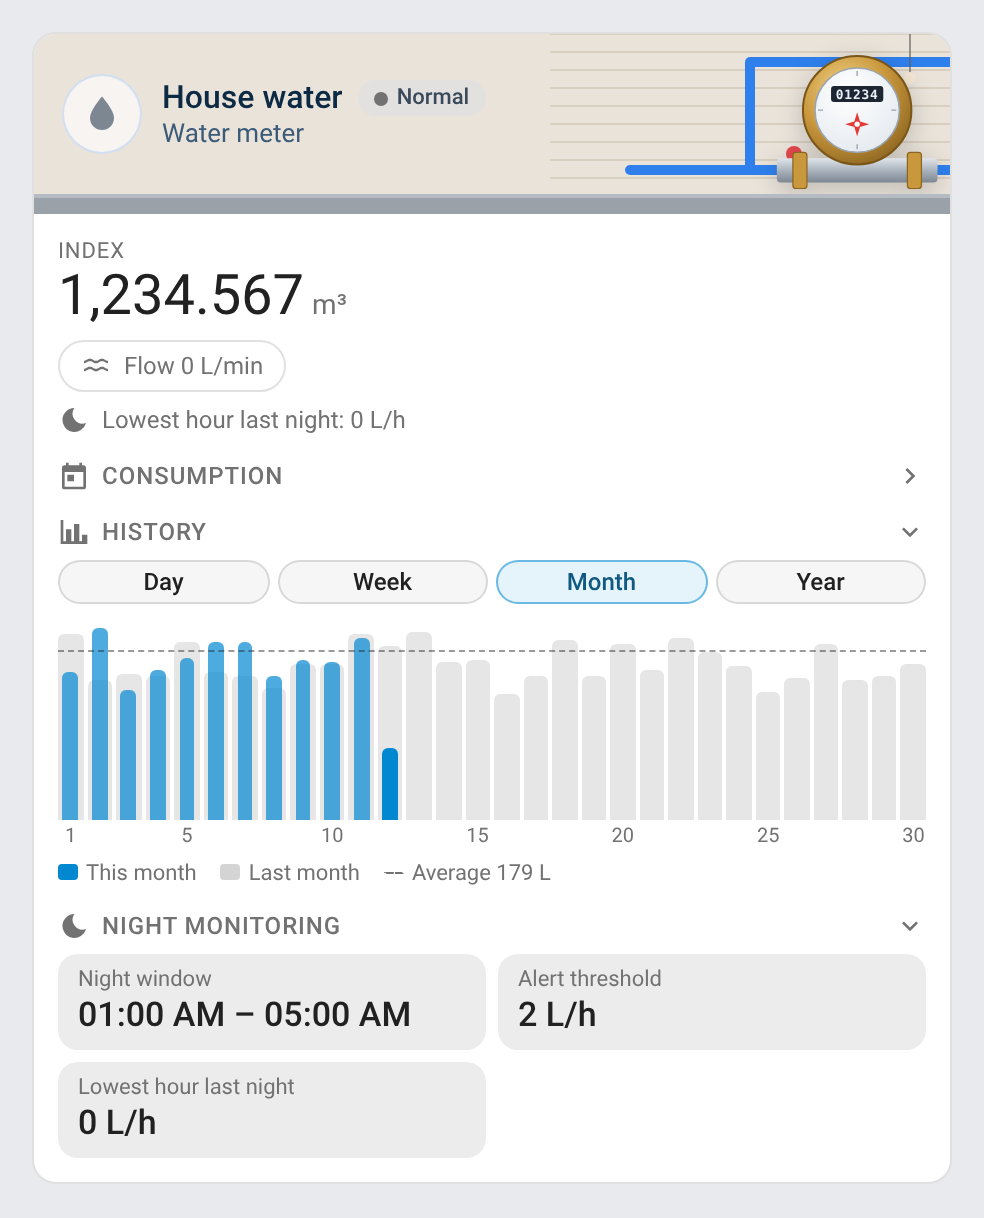 House water Normal
Water meter
01234
INDEX
1,234.567 m³
Flow 0 L/min
Lowest hour last night: 0 L/h
CONSUMPTION
HISTORY
Day Week Month Year
1 5 10 15 20 25 30
This month Last month Average 179 L
NIGHT MONITORING
Night window
01:00 AM – 05:00 AM
Alert threshold
2 L/h
Lowest hour last night
0 L/h